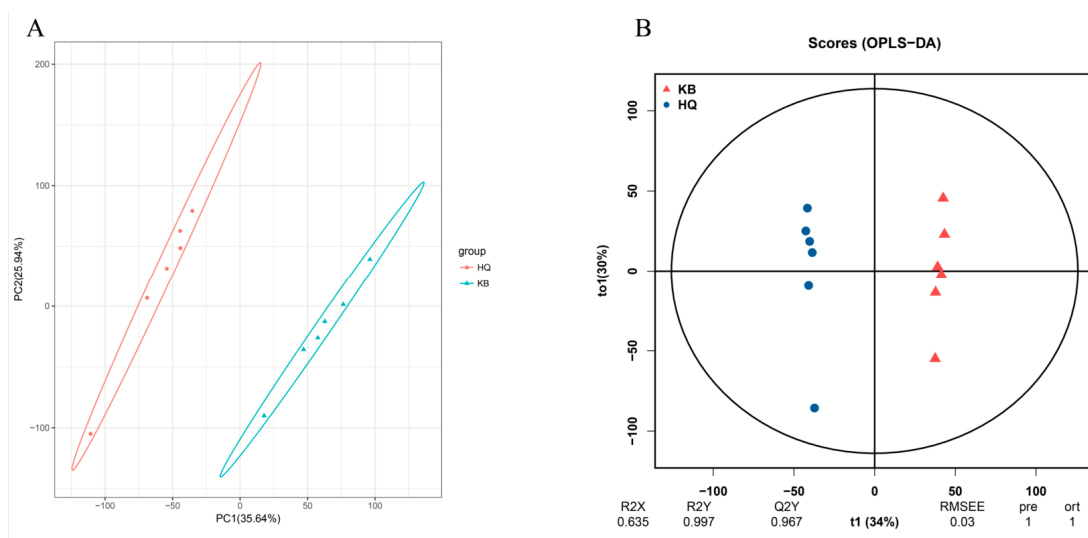 A
200
100
0
−100
PC2(25.94%)
−100
−50
0
50
100
PC1(35.64%)
group
HQ
KB
B
Scores (OPLS−DA)
KB
HQ
100
50
0
−50
−100
to1(30%)
−100
−50
0
50
100
R2X
R2Y
Q2Y
RMSEE
pre
ort
0.635
0.997
0.967
t1 (34%)
0.03
1
1